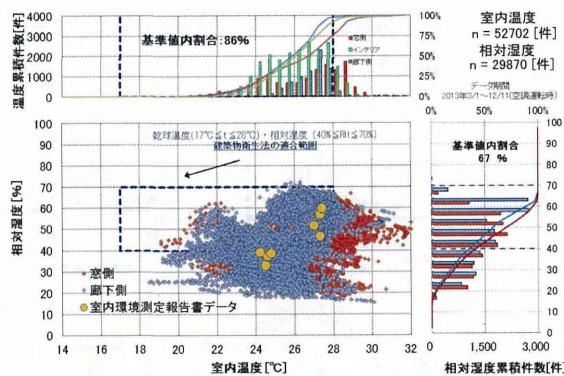 温度累積件数[件]
4000
3000
2000
1000
0
基準値内割合:86%
窓側
インテリア
廊下側
100%
75%
50%
25%
0%
室内温度
n = 52702 [件]
相対湿度
n = 29870 [件]
データ期間
2013年3/1~12/11(空調運転時)
相対湿度[%]
100
90
80
70
60
50
40
30
20
10
0
乾球温度(17℃≦t≦28℃)・相対湿度(40%≦RH≦70%)
建築物衛生法の適合範囲
窓側
廊下側
室内環境測定報告書データ
14 16 18 20 22 24 26 28 30 32
室内温度[℃]
0% 50% 100%
基準値内割合
67 %
0 1,500 3,000
相対湿度累積件数[件]